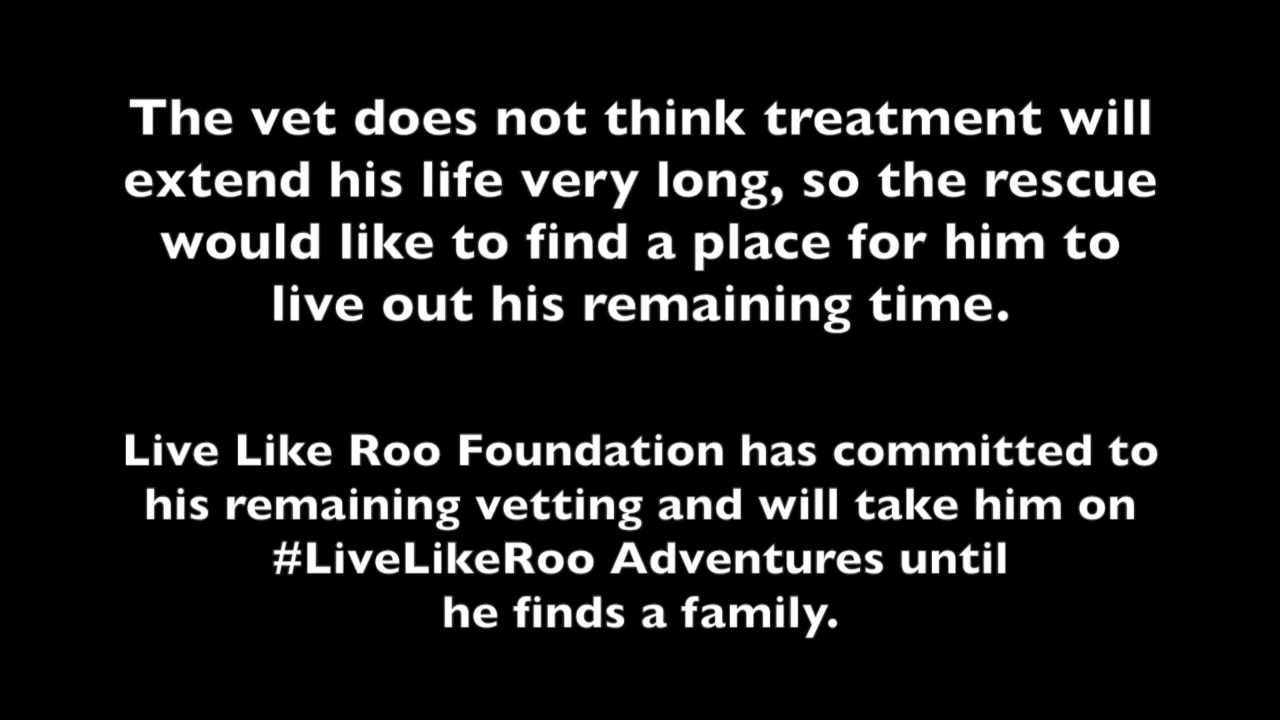 The vet does not think treatment will
extend his life very long, so the rescue
would like to find a place for him to
live out his remaining time.
Live Like Roo Foundation has committed to
his remaining vetting and will take him on
#LiveLikeRoo Adventures until
he finds a family.